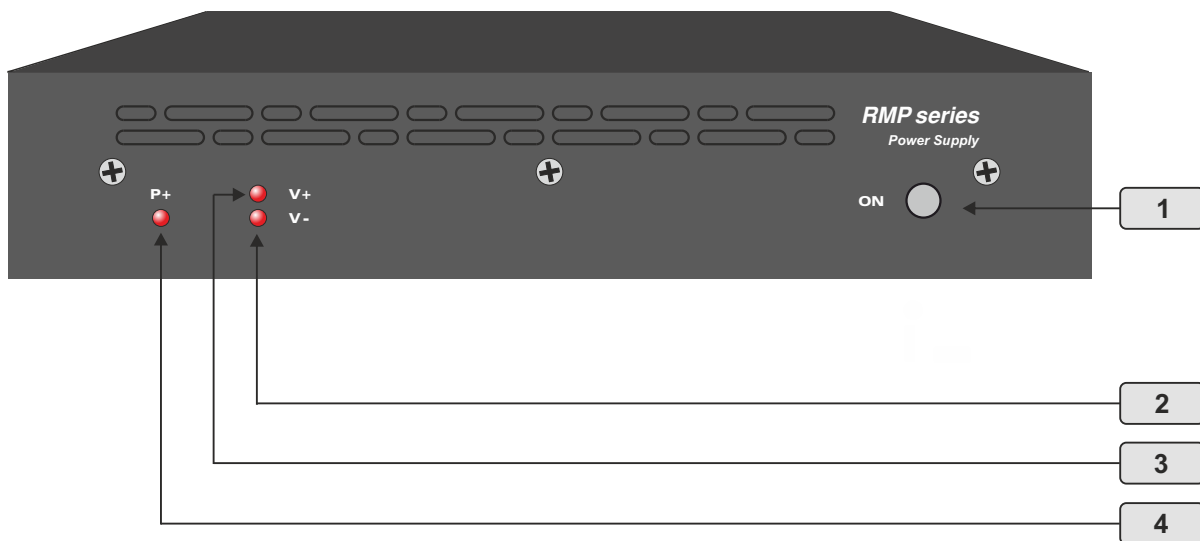 RMP series
Power Supply
P+
V+
ON
V-
1
2
3
4